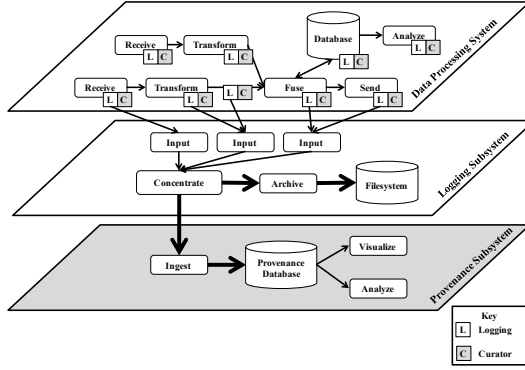 Database
Analyze
L C
L C
Receive
Transform
L C
L C
Receive
Transform
L C
Fuse
Send
L C
L C
L C
L C
Data Processing System
Input
Input
Input
Concentrate
Archive
Filesystem
Logging Subsystem
Ingest
Provenance
Database
Visualize
Analyze
Provenance Subsystem
Key
L Logging
C Curator